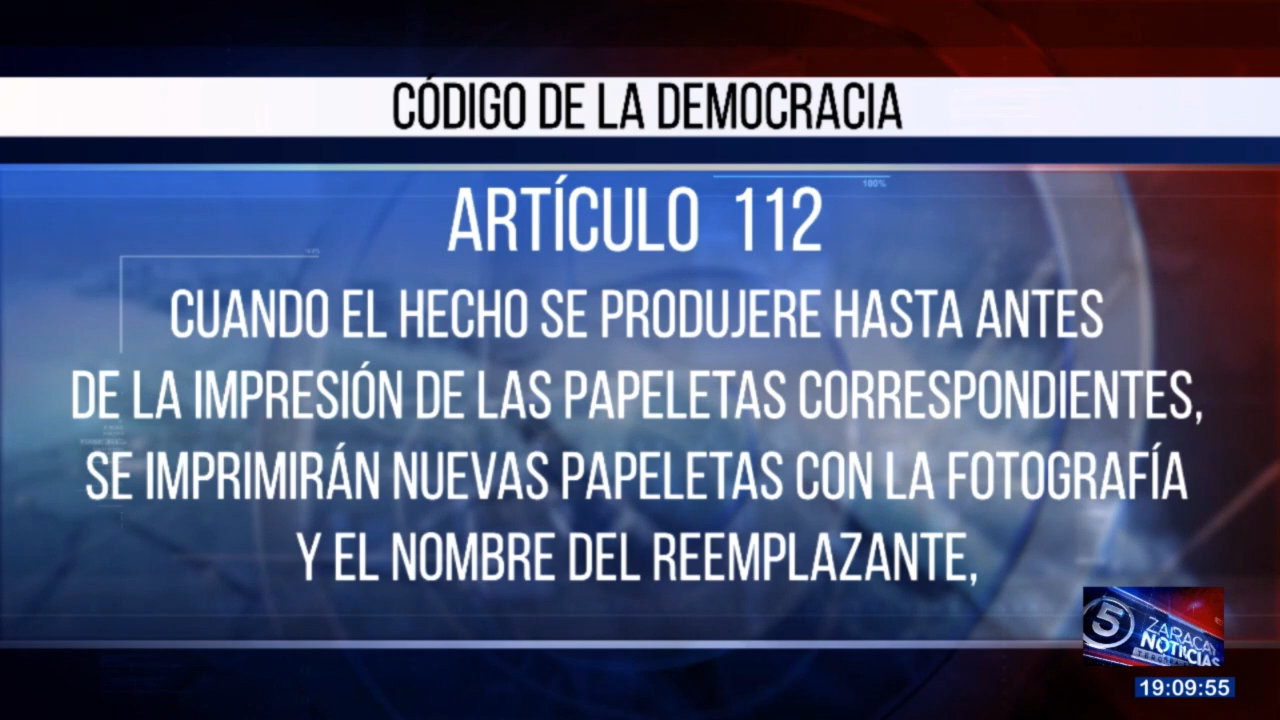 CÓDIGO DE LA DEMOCRACIA
ARTÍCULO 112
100%
CUANDO EL HECHO SE PRODUJERE HASTA ANTES
DE LA IMPRESIÓN DE LAS PAPELETAS CORRESPONDIENTES,
SE IMPRIMIRÁN NUEVAS PAPELETAS CON LA FOTOGRAFÍA
Y EL NOMBRE DEL REEMPLAZANTE,
5
ZARACAY
NOTICIAS
19:09:55